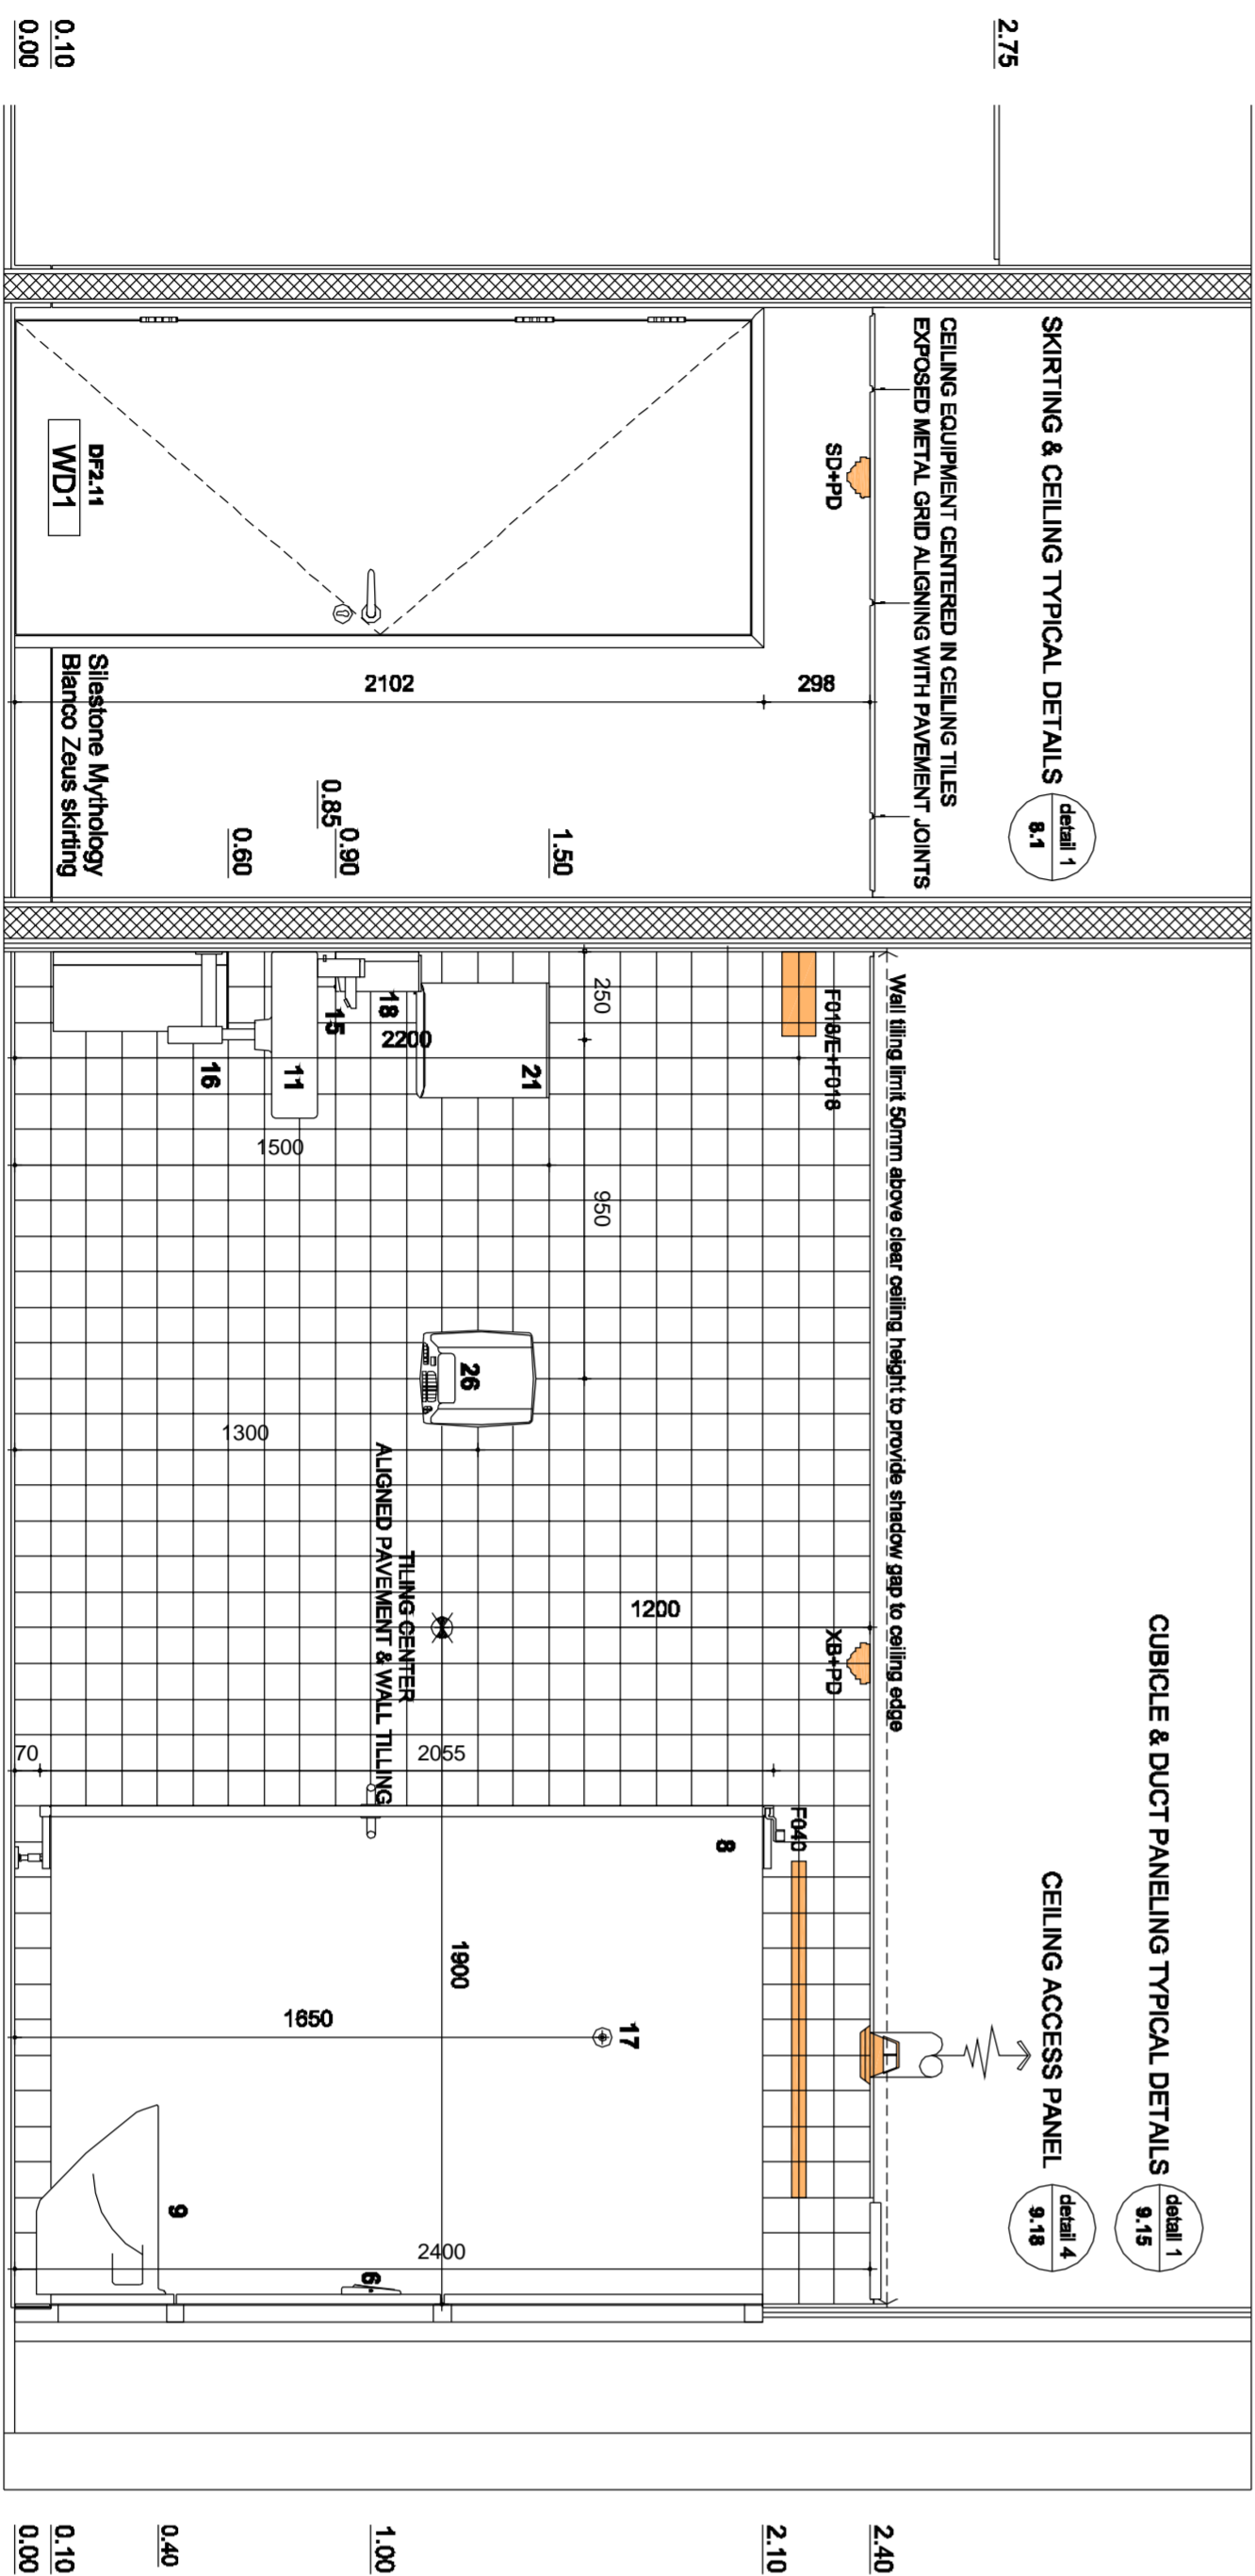 CUBICLE & DUCT PANELING TYPICAL DETAILS
detail 1
9.15
SKIRTING & CEILING TYPICAL DETAILS
detail 1
8.1
CEILING ACCESS PANEL
detail 4
9.18
2.75
CEILING EQUIPMENT CENTERED IN CEILING TILES
EXPOSED METAL GRID ALIGNING WITH PAVEMENT JOINTS
Wall tiling limit 50mm above clear ceiling height to provide shadow gap to ceiling edge
2.40
SD+PD
298
F018/E+F018
XB+PD
F040
2.10
250
950
1200
8
17
1.50
21
26
2102
2200
18
15
0.90
0.85
TILING CENTER
ALIGNED PAVEMENT & WALL TILLING
2055
1900
2400
6
1.00
11
1500
1300
1650
0.60
16
9
0.40
DF2.11
WD1
Silestone Mythology
Blanco Zeus skirting
70
0.10
0.00
0.10
0.00